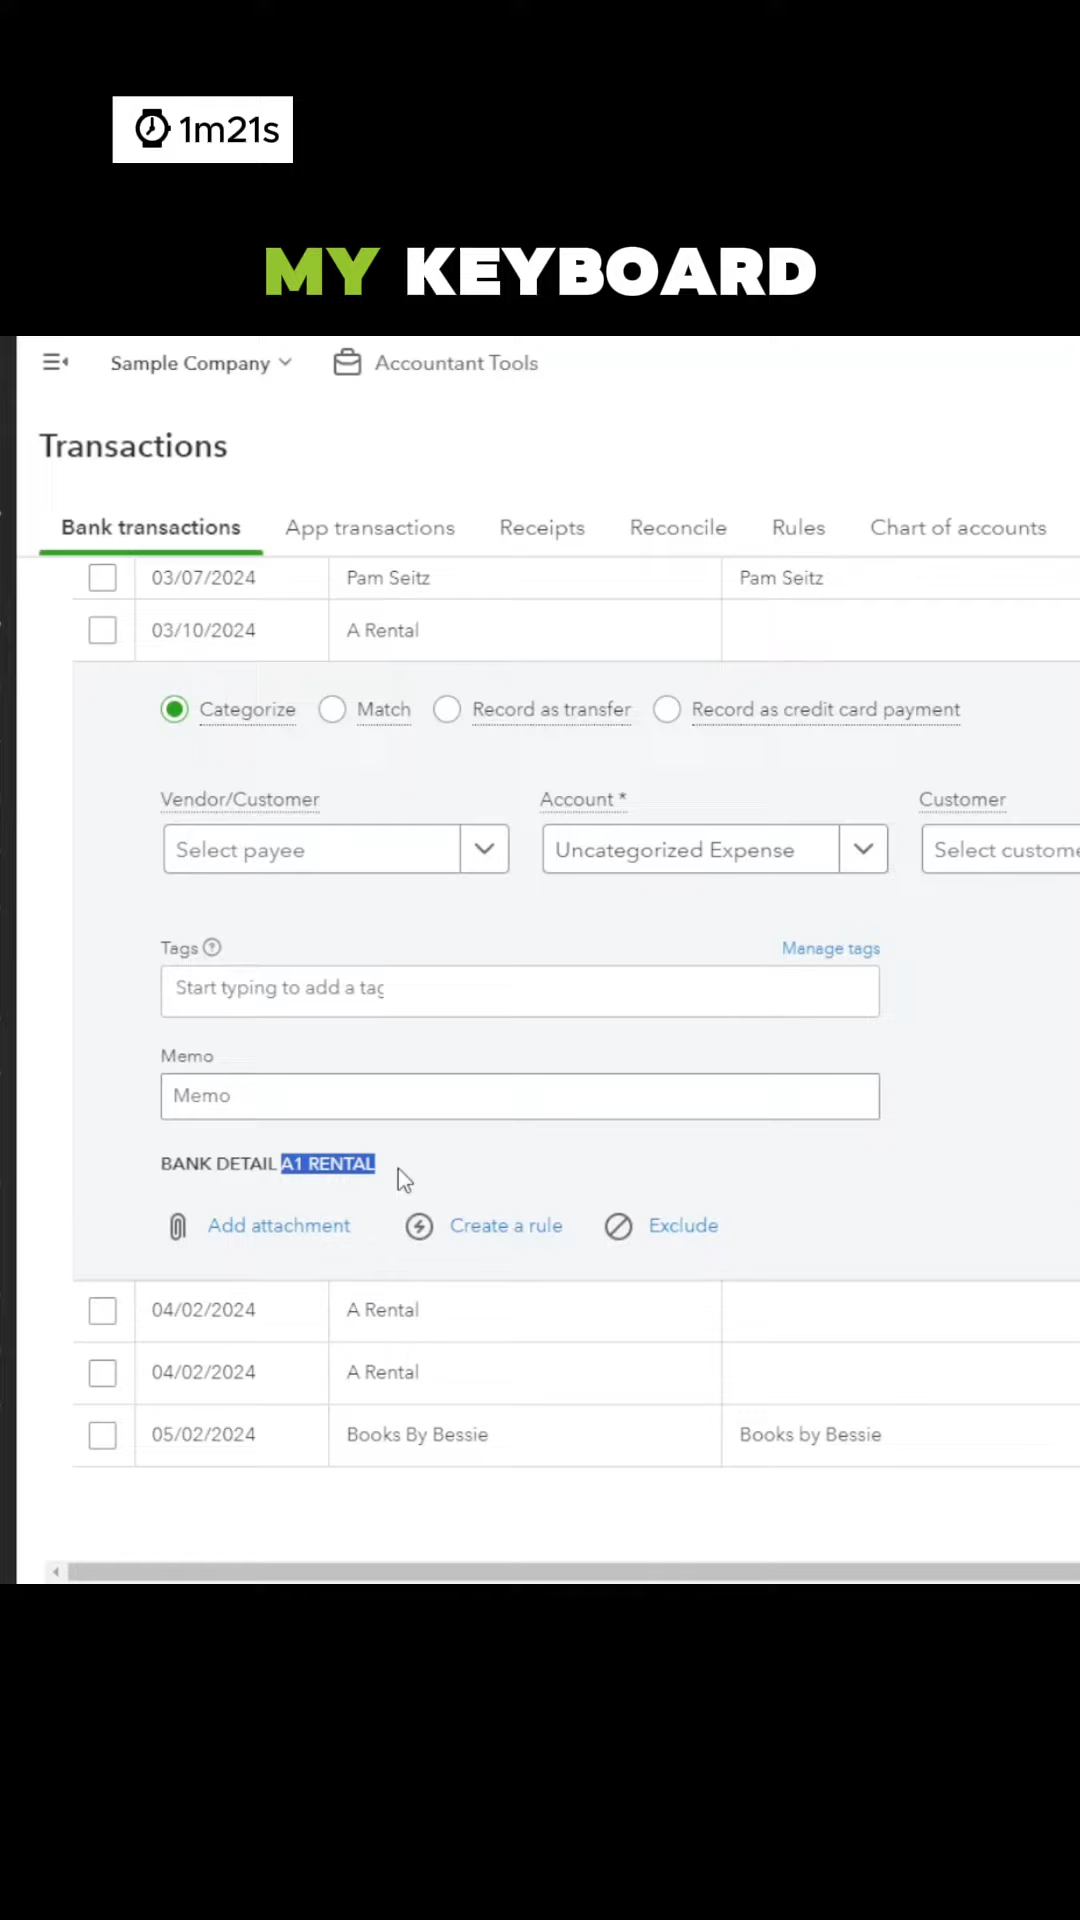 1m21s
MY KEYBOARD
Sample Company Accountant Tools
Transactions
Bank transactions App transactions Receipts Reconcile Rules Chart of accounts
03/07/2024 Pam Seitz Pam Seitz
03/10/2024 A Rental
Categorize Match Record as transfer Record as credit card payment
Vendor/Customer Account * Customer
Select payee Uncategorized Expense Select custome
Tags ? Manage tags
Start typing to add a tag
Memo
Memo
BANK DETAIL A1 RENTAL
Add attachment Create a rule Exclude
04/02/2024 A Rental
04/02/2024 A Rental
05/02/2024 Books By Bessie Books by Bessie